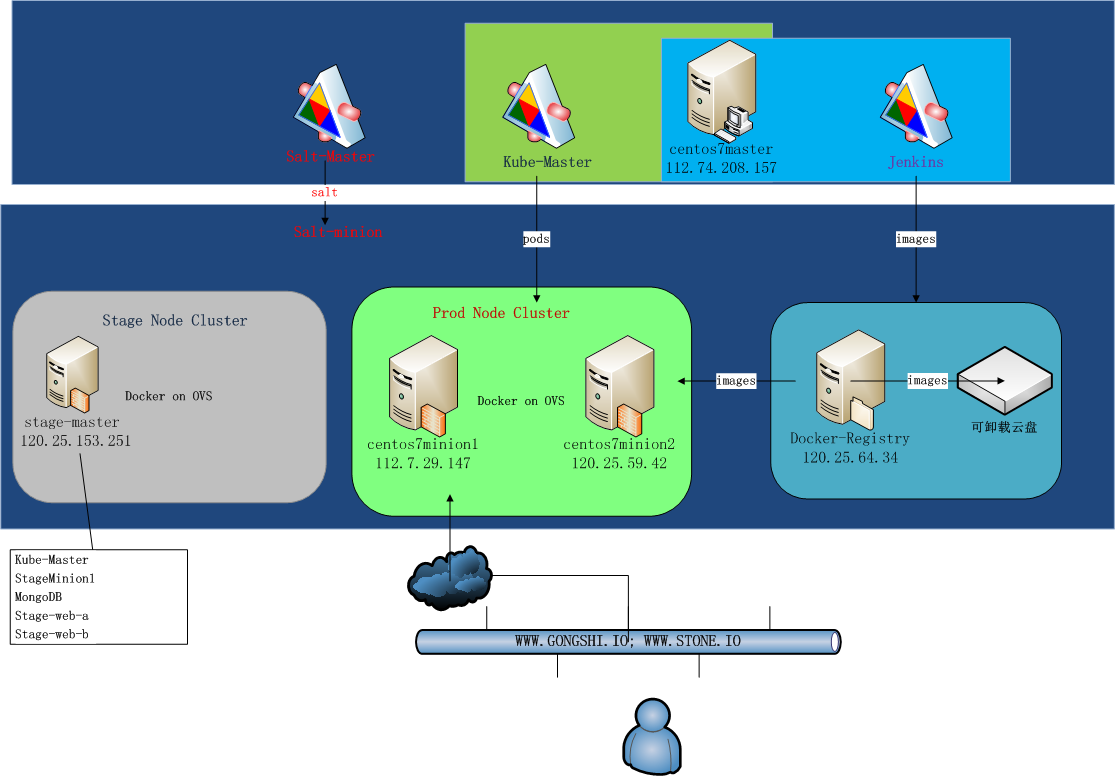 Salt-Master
Kube-Master
centos7master
112.74.208.157
Jenkins
salt
Salt-minion
pods
images
Stage Node Cluster
stage-master
120.25.153.251
Docker on OVS
Prod Node Cluster
centos7minion1
112.7.29.147
Docker on OVS
centos7minion2
120.25.59.42
images
Docker-Registry
120.25.64.34
images
可卸载云盘
Kube-Master
StageMinion1
MongoDB
Stage-web-a
Stage-web-b
WWW.GONGSHI.IO; WWW.STONE.IO